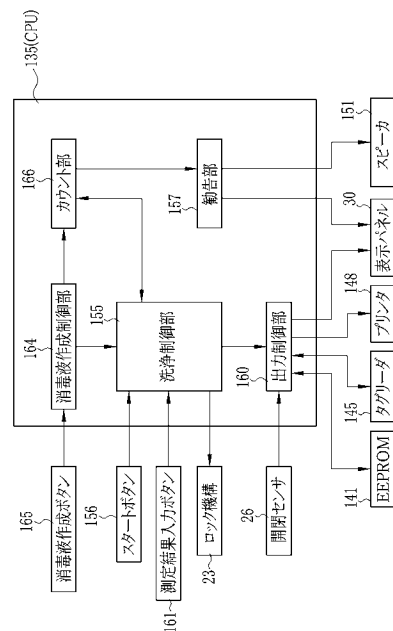 135(CPU)
166
カウント部
157
勧告部
164
消毒液作成制御部
155
洗浄制御部
160
出力制御部
165
消毒液作成ボタン
156
スタートボタン
161
測定結果入力ボタン
23
ロック機構
26
開閉センサ
141
EEPROM
145
タグリーダ
148
プリンタ
30
表示パネル
151
スピーカ